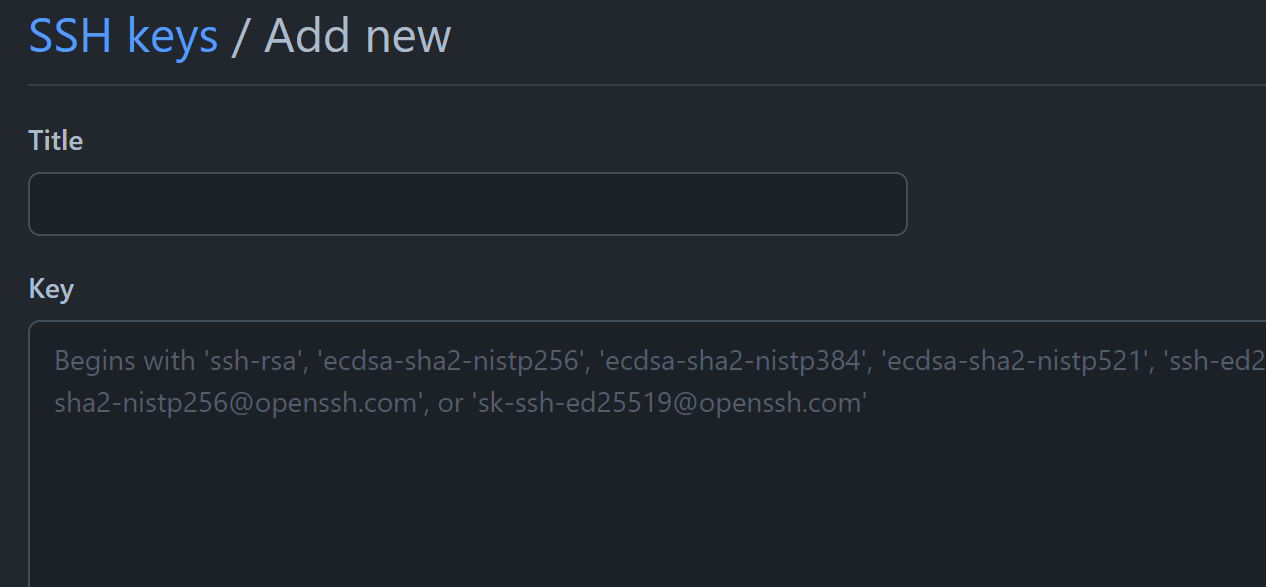 SSH keys / Add new
Title
Key
Begins with 'ssh-rsa', 'ecdsa-sha2-nistp256', 'ecdsa-sha2-nistp384', 'ecdsa-sha2-nistp521', 'ssh-ed2
sha2-nistp256@openssh.com', or 'sk-ssh-ed25519@openssh.com'